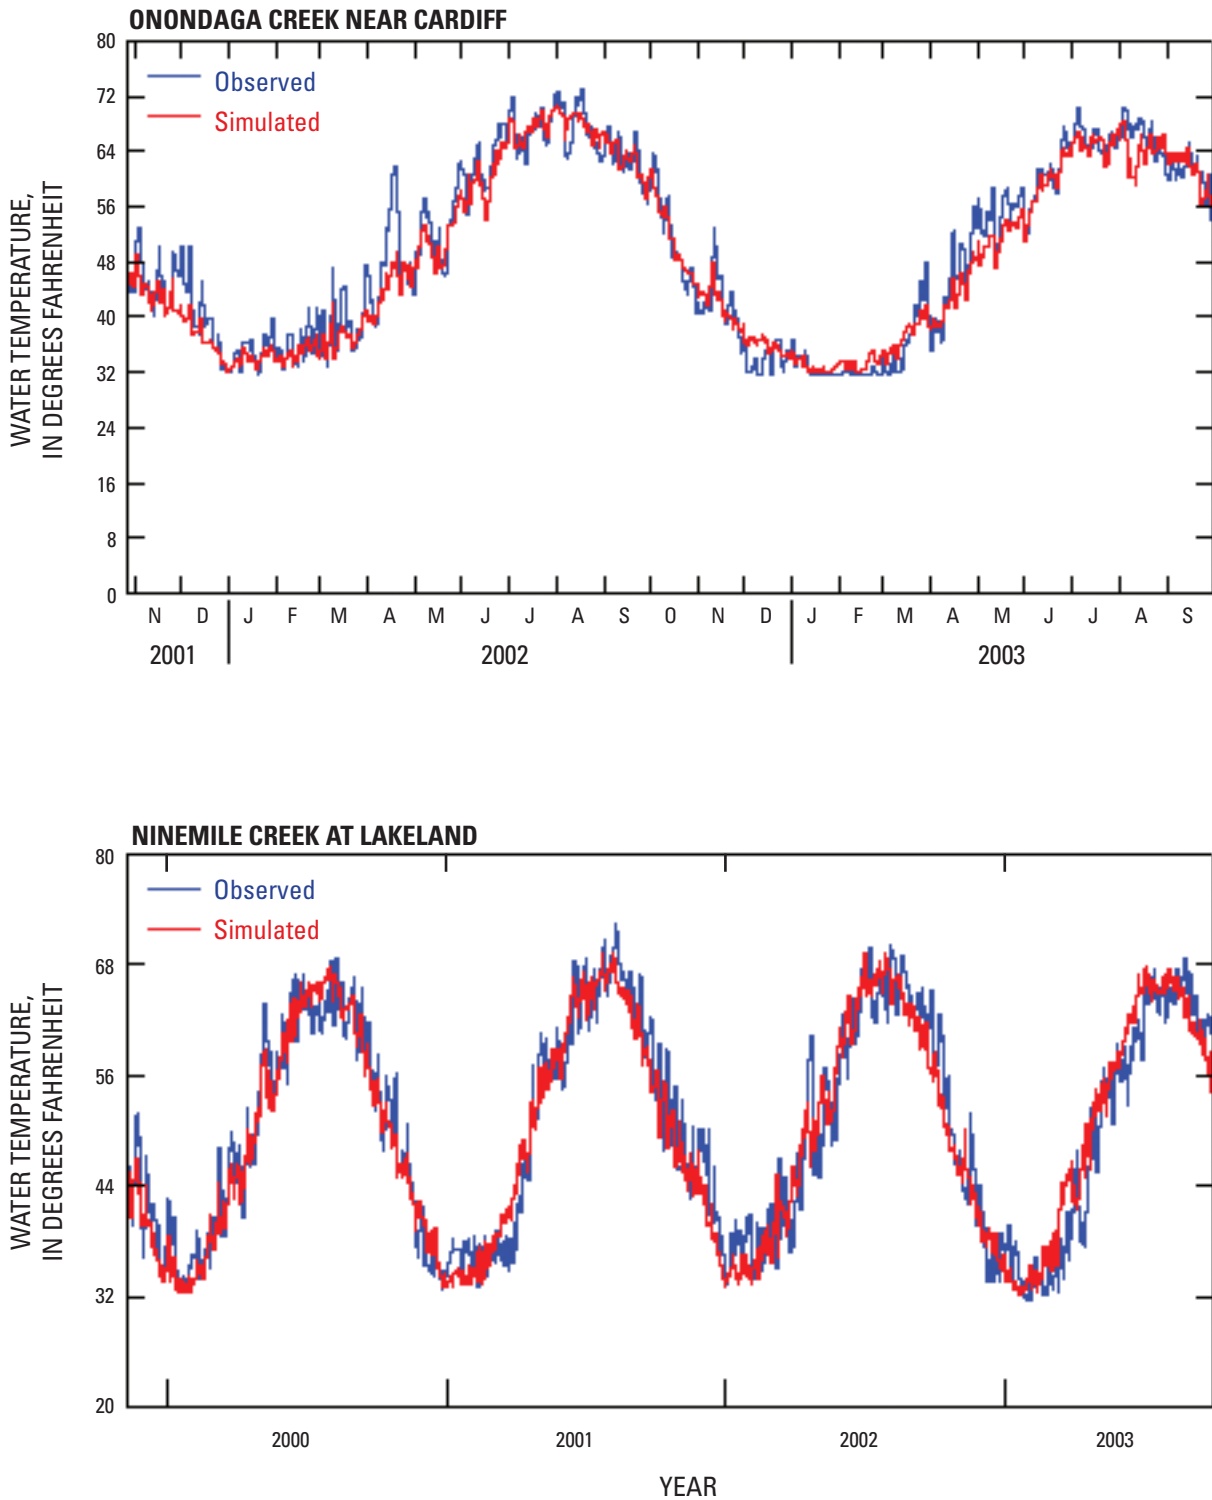 ONONDAGA CREEK NEAR CARDIFF
80
72
64
56
48
40
32
24
16
8
0
Observed
Simulated
WATER TEMPERATURE,
IN DEGREES FAHRENHEIT
N D J F M A M J J A S O N D J F M A M J J A S
2001 2002 2003
NINEMILE CREEK AT LAKELAND
80
68
56
44
32
20
Observed
Simulated
WATER TEMPERATURE,
IN DEGREES FAHRENHEIT
2000 2001 2002 2003
YEAR